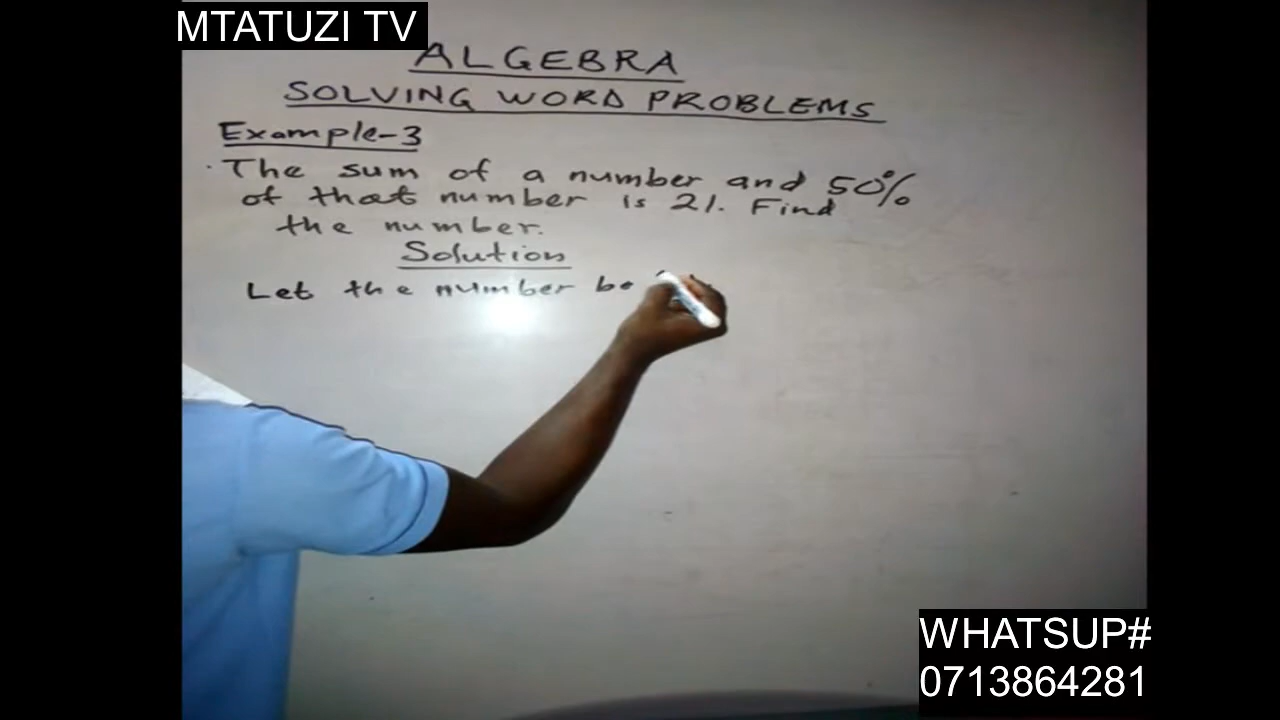 MTATUZI TV
ALGEBRA
SOLVING WORD PROBLEMS
Example-3
The sum of a number and 50%
of that number is 21. Find
the number.
Solution
Let the number be
WHATSUP#
0713864281